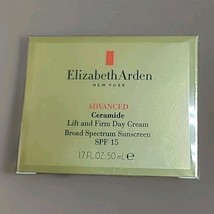 Elizabeth Arden
NEW YORK
ADVANCED
Ceramide
Lift and Firm Day Cream
Broad Spectrum Sunscreen
SPF 15
1.7 FL.OZ. 50 mL ℮